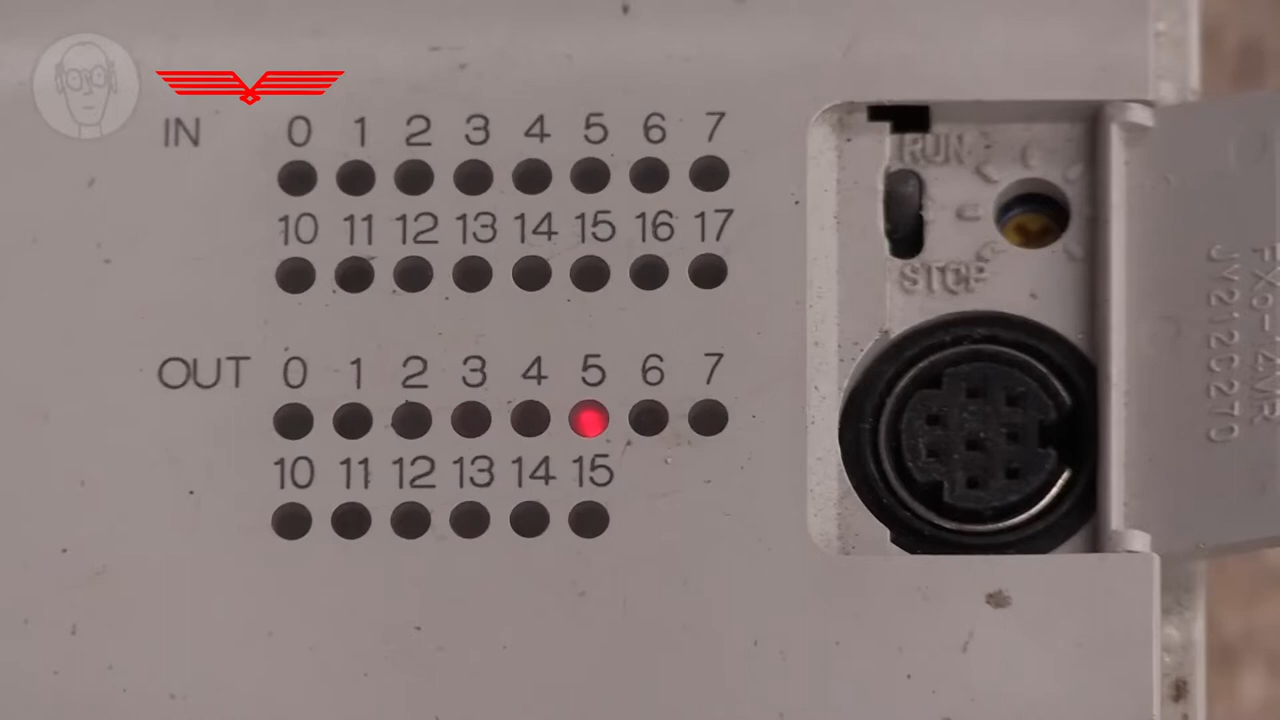 IN 0 1 2 3 4 5 6 7
10 11 12 13 14 15 16 17
OUT 0 1 2 3 4 5 6 7
10 11 12 13 14 15
RUN
STOP
JY212C270